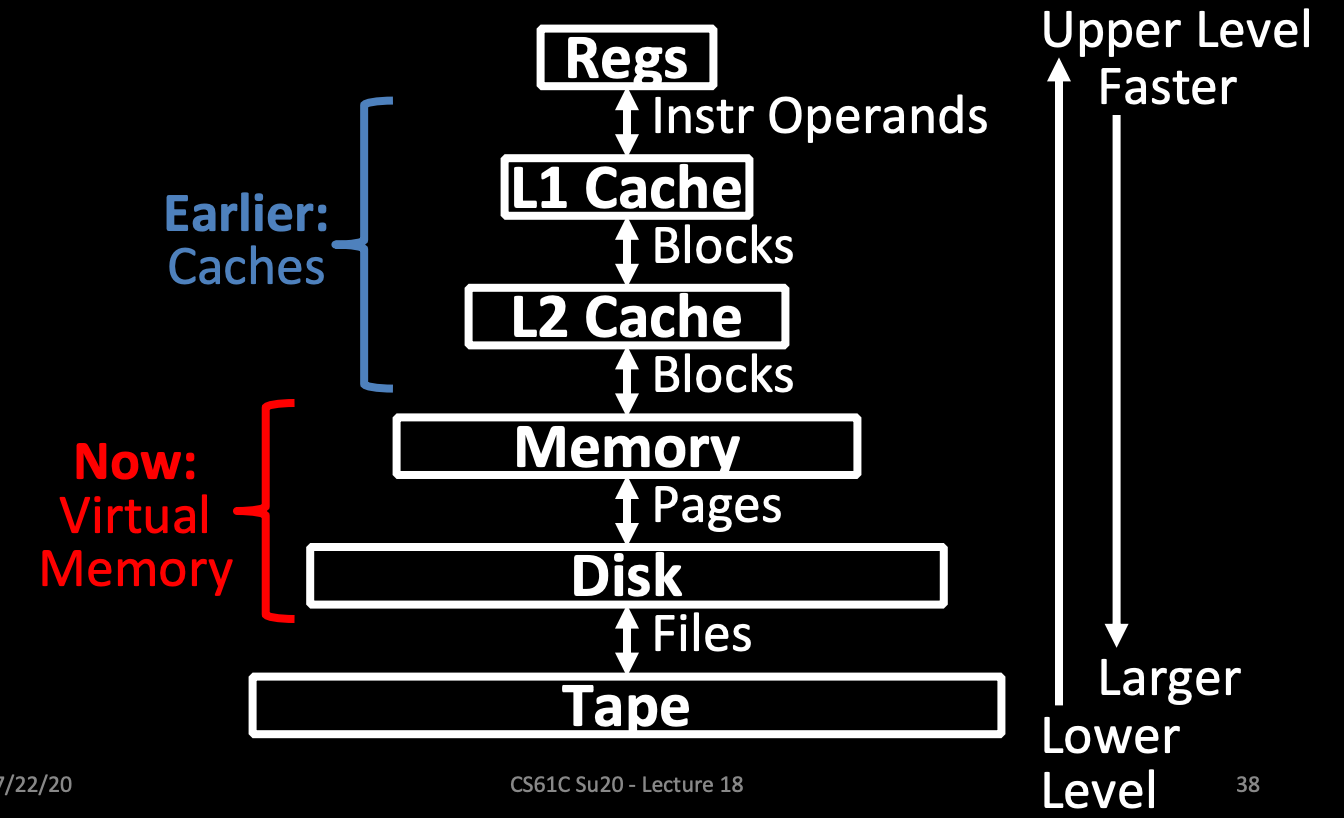 Upper Level
Faster
Regs
Instr Operands
L1 Cache
Earlier:
Caches
Blocks
L2 Cache
Blocks
Memory
Now:
Virtual
Memory
Pages
Disk
Files
Larger
Tape
Lower
Level
7/22/20
CS61C Su20 - Lecture 18
38